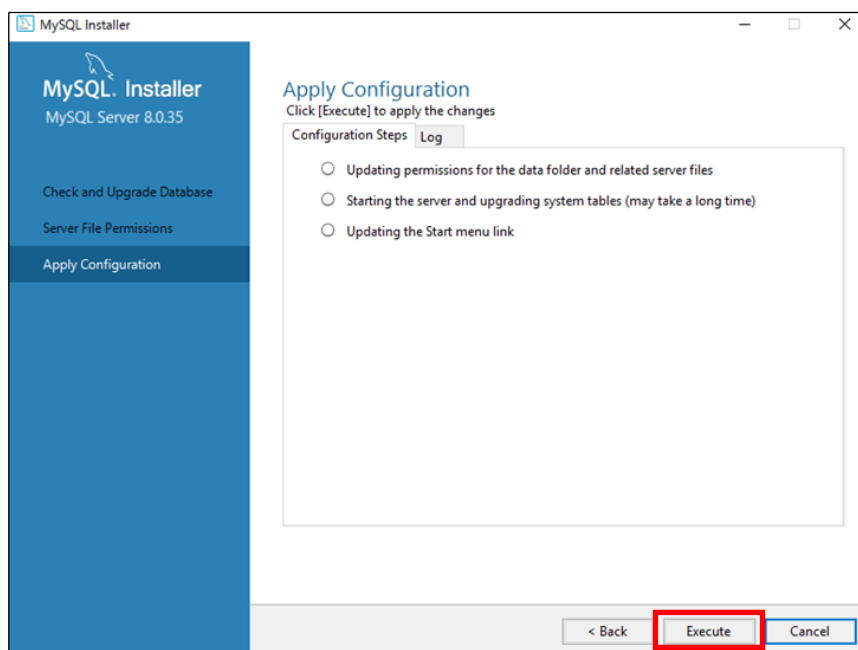 MySQL Installer
MySQL. Installer
MySQL Server 8.0.35
Check and Upgrade Database
Server File Permissions
Apply Configuration
Apply Configuration
Click [Execute] to apply the changes
Configuration Steps Log
Updating permissions for the data folder and related server files
Starting the server and upgrading system tables (may take a long time)
Updating the Start menu link
< Back Execute Cancel